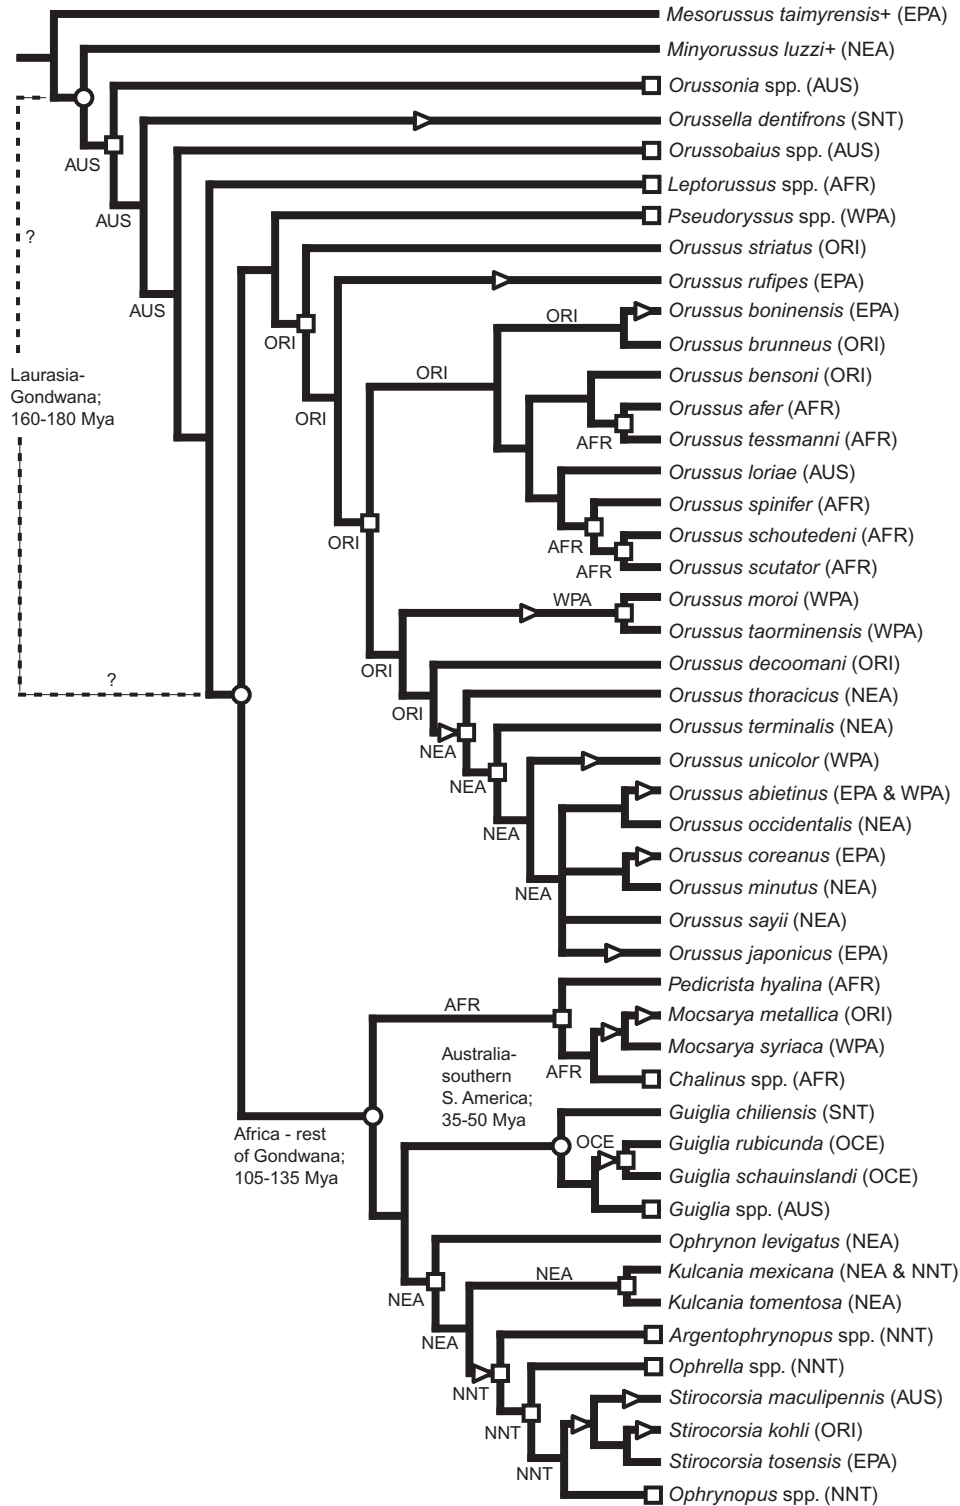 Mesorussus taimyrensis+ (EPA)
Minyorussus luzzi+ (NEA)
Orussonia spp. (AUS)
Orussella dentifrons (SNT)
AUS
Orussobaius spp. (AUS)
Leptorussus spp. (AFR)
AUS
Pseudoryssus spp. (WPA)
?
Orussus striatus (ORI)
Orussus rufipes (EPA)
AUS
Orussus boninensis (EPA)
ORI
ORI
Orussus brunneus (ORI)
Laurasia-
Gondwana;
160-180 Mya
ORI
Orussus bensoni (ORI)
ORI
Orussus afer (AFR)
AFR
Orussus tessmanni (AFR)
Orussus loriae (AUS)
Orussus spinifer (AFR)
ORI
AFR
Orussus schoutedeni (AFR)
AFR
Orussus scutator (AFR)
WPA
Orussus moroi (WPA)
Orussus taorminensis (WPA)
ORI
Orussus decoomani (ORI)
?
ORI
Orussus thoracicus (NEA)
Orussus terminalis (NEA)
NEA
Orussus unicolor (WPA)
NEA
Orussus abietinus (EPA & WPA)
Orussus occidentalis (NEA)
NEA
Orussus coreanus (EPA)
Orussus minutus (NEA)
NEA
Orussus sayii (NEA)
Orussus japonicus (EPA)
Pedicrista hyalina (AFR)
AFR
Mocsarya metallica (ORI)
Mocsarya syriaca (WPA)
AFR
Chalinus spp. (AFR)
Australia-
southern
S. America;
35-50 Mya
Guiglia chiliensis (SNT)
Africa - rest
of Gondwana;
105-135 Mya
OCE
Guiglia rubicunda (OCE)
Guiglia schauinslandi (OCE)
Guiglia spp. (AUS)
Ophrynon levigatus (NEA)
NEA
NEA
Kulcania mexicana (NEA & NNT)
Kulcania tomentosa (NEA)
NEA
Argentophrynopus spp. (NNT)
Ophrella spp. (NNT)
NNT
Stirocorsia maculipennis (AUS)
NNT
Stirocorsia kohli (ORI)
Stirocorsia tosensis (EPA)
NNT
Ophrynopus spp. (NNT)